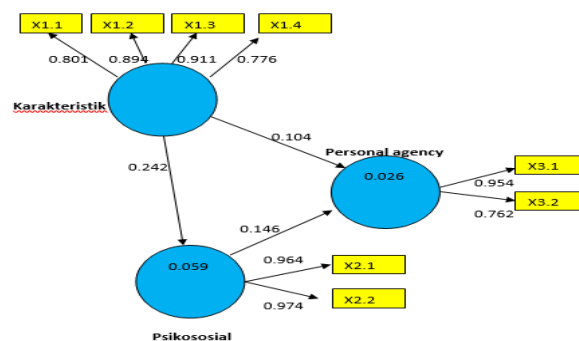 X1.1 X1.2 X1.3 X1.4
0.801 0.894 0.911 0.776
Karakteristik
0.104
Personal agency
0.242
0.026
X3.1
0.954
X3.2
0.762
0.146
0.059
0.964
X2.1
0.974
X2.2
Psikososial